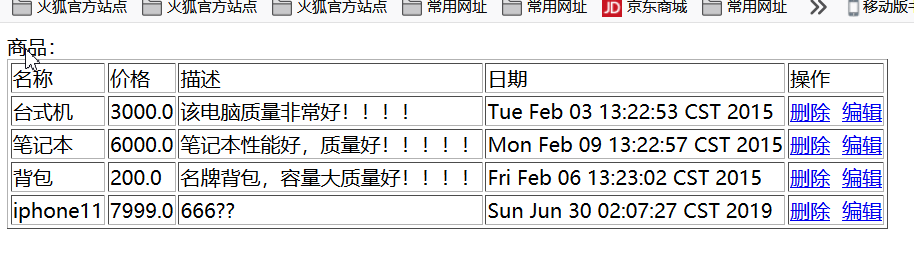 火狐官方站点 火狐官方站点 火狐官方站点 常用网址 常用网址 JD 京东商城 常用网址 移动版
商品：
名称 价格 描述 日期 操作
台式机 3000.0 该电脑质量非常好！！！！ Tue Feb 03 13:22:53 CST 2015 删除 编辑
笔记本 6000.0 笔记本性能好，质量好！！！！！ Mon Feb 09 13:22:57 CST 2015 删除 编辑
背包 200.0 名牌背包，容量大质量好！！！！ Fri Feb 06 13:23:02 CST 2015 删除 编辑
iphone11 7999.0 666?? Sun Jun 30 02:07:27 CST 2019 删除 编辑